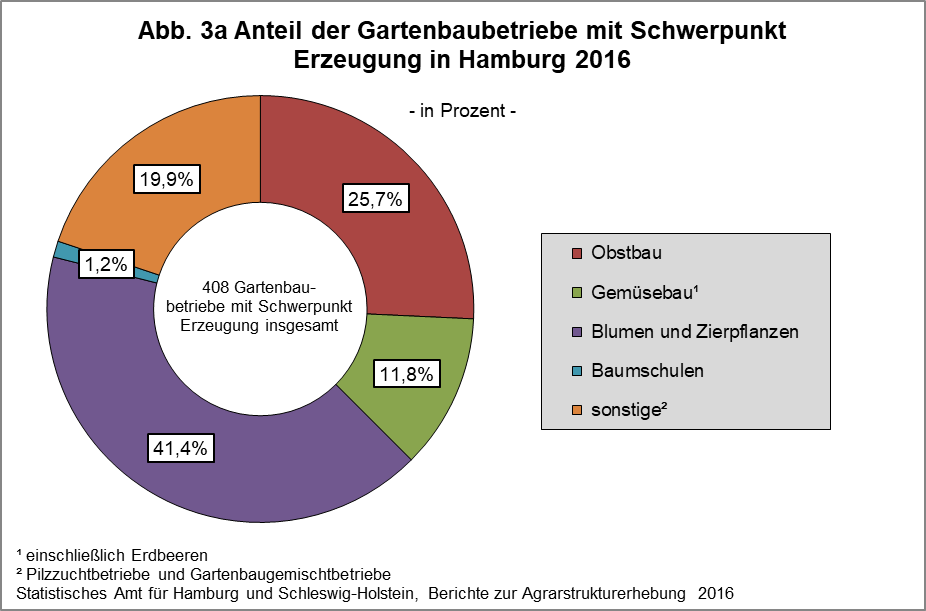 Abb. 3a Anteil der Gartenbaubetriebe mit Schwerpunkt
Erzeugung in Hamburg 2016
- in Prozent -
19,9%
25,7%
1,2%
408 Gartenbau-
betriebe mit Schwerpunkt
Erzeugung insgesamt
11,8%
41,4%
Obstbau
Gemüsebau¹
Blumen und Zierpflanzen
Baumschulen
sonstige²
¹ einschließlich Erdbeeren
² Pilzzuchtbetriebe und Gartenbaugemischtbetriebe
Statistisches Amt für Hamburg und Schleswig-Holstein, Berichte zur Agrarstrukturerhebung 2016